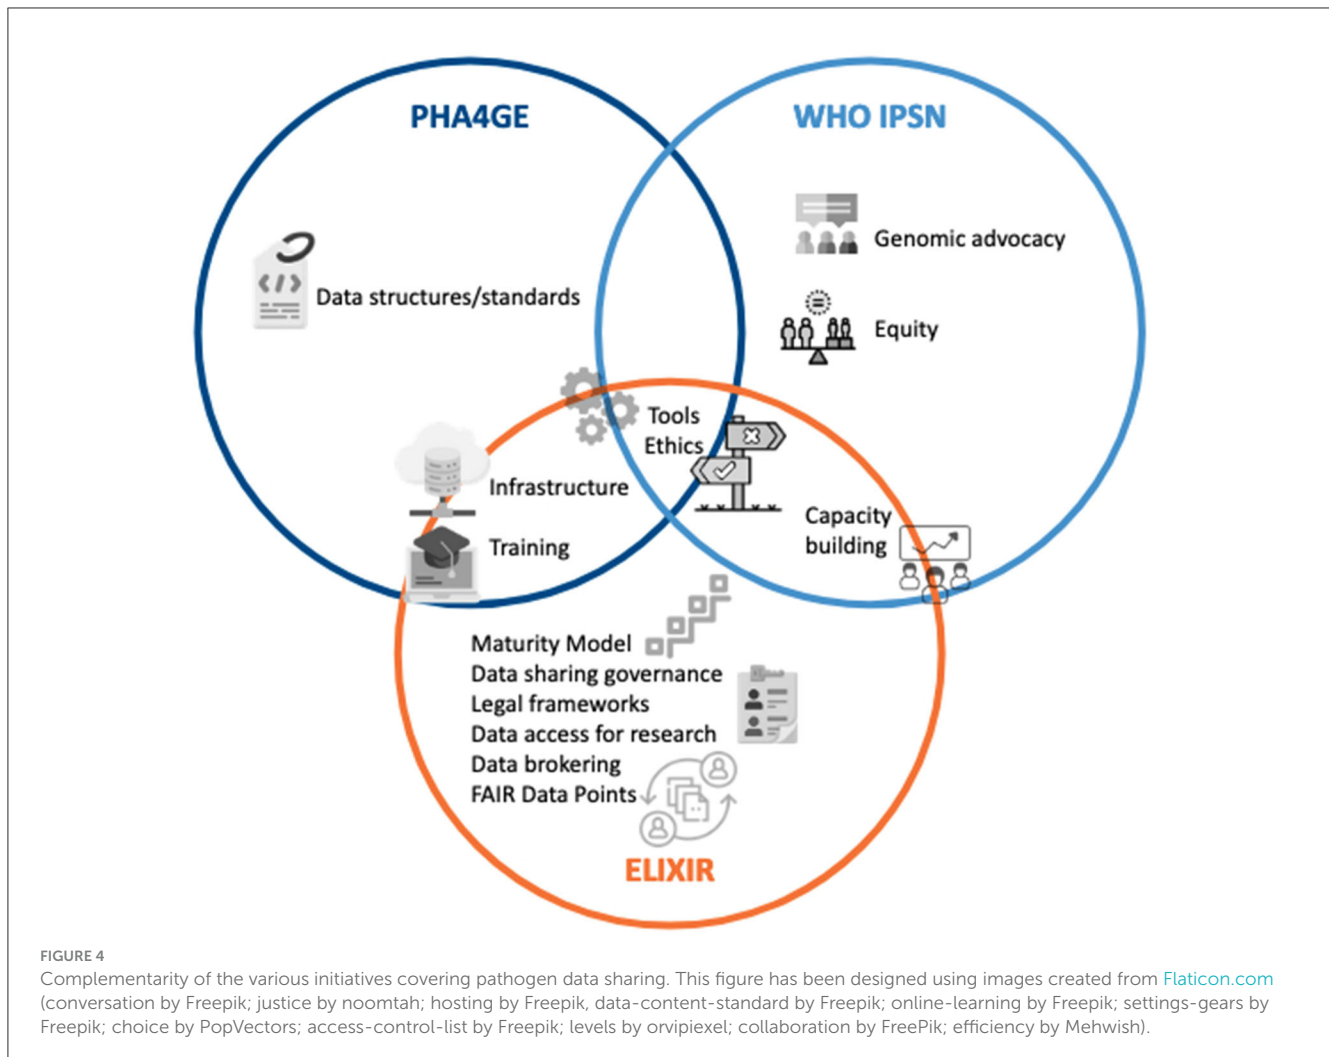 PHA4GE
WHO IPSN
Genomic advocacy
Data structures/standards
Equity
Tools
Ethics
Infrastructure
Capacity
building
Training
Maturity Model
Data sharing governance
Legal frameworks
Data access for research
Data brokering
FAIR Data Points
ELIXIR
FIGURE 4
Complementarity of the various initiatives covering pathogen data sharing. This figure has been designed using images created from Flaticon.com
(conversation by Freepik; justice by noomtah; hosting by Freepik, data-content-standard by Freepik; online-learning by Freepik; settings-gears by
Freepik; choice by PopVectors; access-control-list by Freepik; levels by orvipiexel; collaboration by FreePik; efficiency by Mehwish).